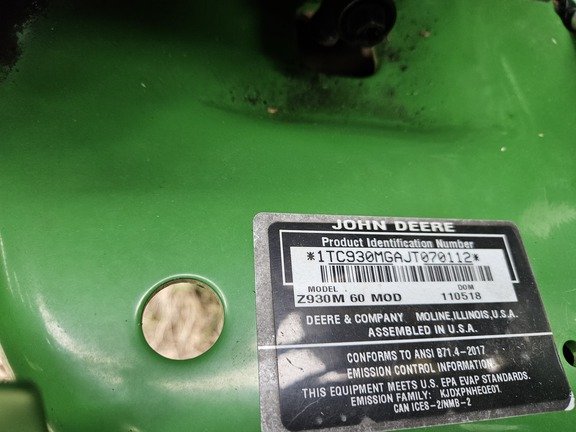 JOHN DEERE
Product Identification Number
*1TC930MGAJT070112*
MODEL DOM
Z930M 60 MOD 110518
DEERE & COMPANY MOLINE, ILLINOIS, U.S.A.
ASSEMBLED IN U.S.A.
CONFORMS TO ANSI B71.4-2017
EMISSION CONTROL INFORMATION
THIS EQUIPMENT MEETS U.S. EPA EVAP STANDARDS.
EMISSION FAMILY: KJDXPNHEQE01.
CAN ICES-2/NMB-2